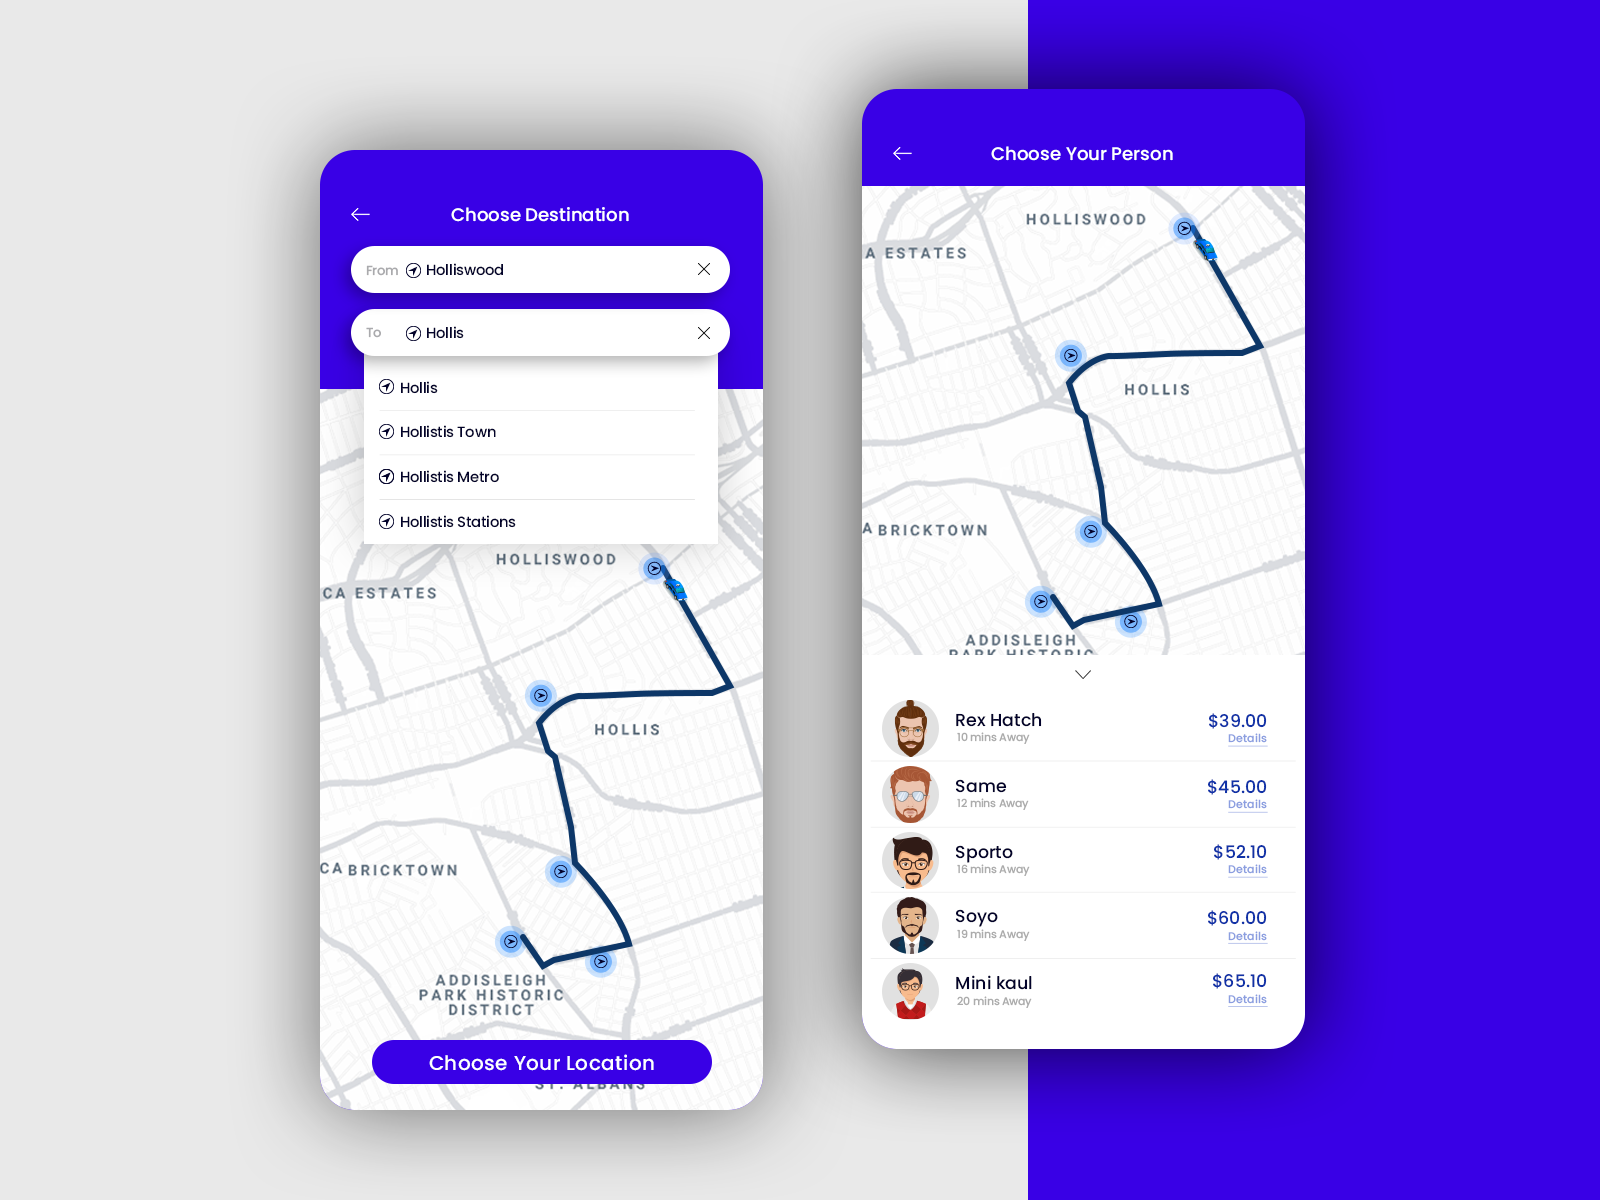 Choose Destination
From Holliswood
To Hollis
Hollis
Hollistis Town
Hollistis Metro
Hollistis Stations
HOLLISWOOD
CA ESTATES
HOLLIS
CA BRICKTOWN
ADDISLEIGH
PARK HISTORIC
DISTRICT
Choose Your Location
ST. ALBANS
Choose Your Person
HOLLISWOOD
A ESTATES
HOLLIS
A BRICKTOWN
ADDISLEIGH
PARK HISTORIC
Rex Hatch
$39.00
10 mins Away
Details
Same
$45.00
12 mins Away
Details
Sporto
$52.10
16 mins Away
Details
Soyo
$60.00
19 mins Away
Details
Mini kaul
$65.10
20 mins Away
Details